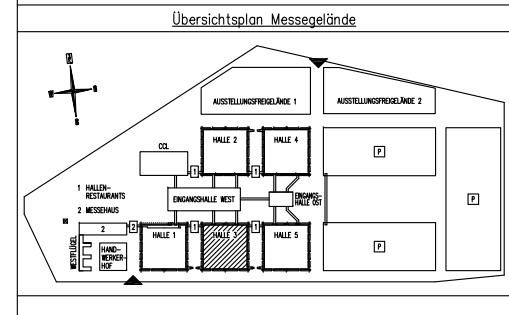 Übersichtsplan Messegelände
N
W
S
AUSSTELLUNGSFREIGELÄNDE 1
AUSSTELLUNGSFREIGELÄNDE 2
CCL
HALLE 2
HALLE 4
P
1
1
1 HALLEN-
RESTAURANTS
2 MESSEHAUS
EINGANGSHALLE WEST
EINGANGS-
HALLE OST
P
2
2
HALLE 1
1
HALLE 3
1
HALLE 5
P
WESTFLÜGEL
HAND-
WERKER-
HOF